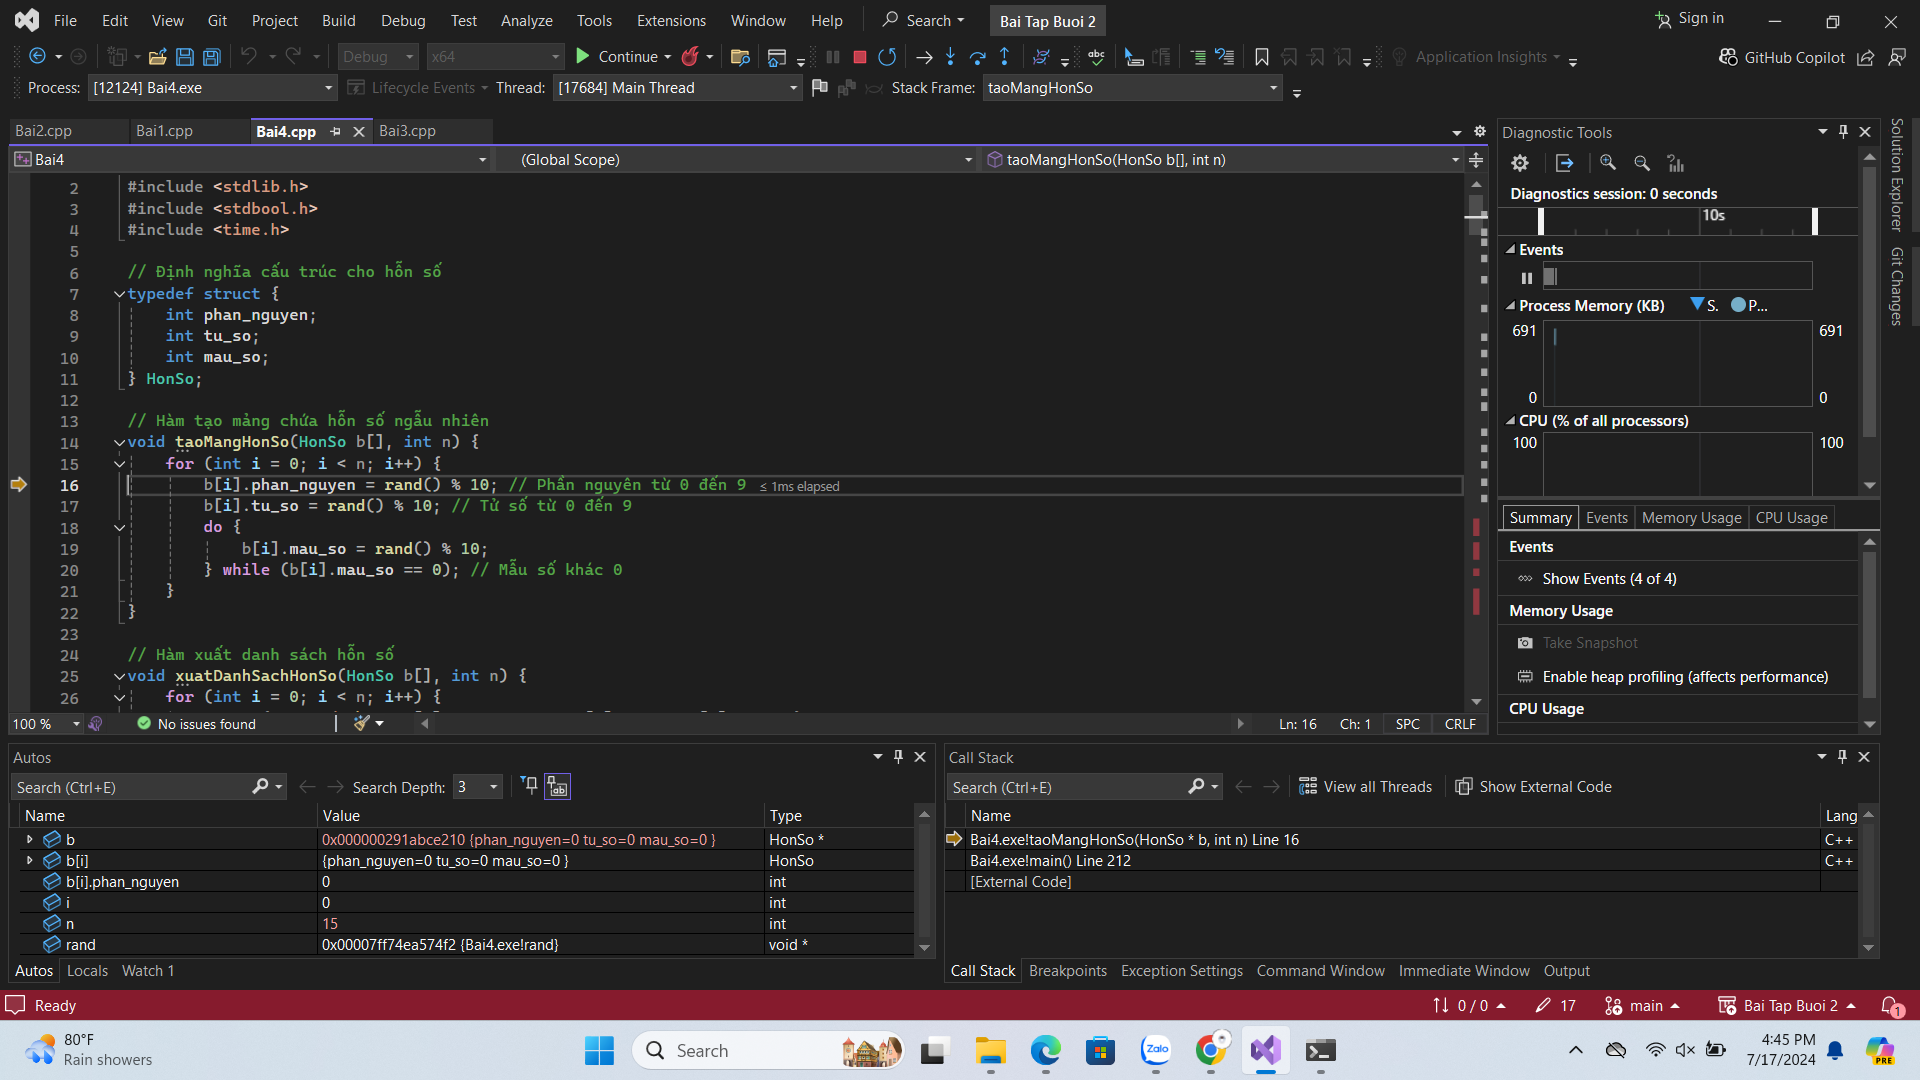 File Edit View Git Project Build Debug Test Analyze Tools Extensions Window Help Search Bai Tap Buoi 2 Sign in
Debug x64 Continue abc Application Insights GitHub Copilot
Process: [12124] Bai4.exe Lifecycle Events Thread: [17684] Main Thread Stack Frame: taoMangHonSo
Bai2.cpp Bai1.cpp Bai4.cpp Bai3.cpp
Bai4 (Global Scope) taoMangHonSo(HonSo b[], int n)
2 #include <stdlib.h>
3 #include <stdbool.h>
4 #include <time.h>
5
6 // Định nghĩa cấu trúc cho hỗn số
7 typedef struct {
8 int phan_nguyen;
9 int tu_so;
10 int mau_so;
11 } HonSo;
12
13 // Hàm tạo mảng chứa hỗn số ngẫu nhiên
14 void taoMangHonSo(HonSo b[], int n) {
15 for (int i = 0; i < n; i++) {
16 b[i].phan_nguyen = rand() % 10; // Phần nguyên từ 0 đến 9 ≤ 1ms elapsed
17 b[i].tu_so = rand() % 10; // Tử số từ 0 đến 9
18 do {
19 b[i].mau_so = rand() % 10;
20 } while (b[i].mau_so == 0); // Mẫu số khác 0
21 }
22 }
23
24 // Hàm xuất danh sách hỗn số
25 void xuatDanhSachHonSo(HonSo b[], int n) {
26 for (int i = 0; i < n; i++) {
100 % No issues found Ln: 16 Ch: 1 SPC CRLF
Diagnostic Tools
Diagnostics session: 0 seconds
10s
Events
Process Memory (KB) S. P...
691 691
0 0
CPU (% of all processors)
100 100
Summary Events Memory Usage CPU Usage
Events
Show Events (4 of 4)
Memory Usage
Take Snapshot
Enable heap profiling (affects performance)
CPU Usage
Solution Explorer
Git Changes
Autos
Search (Ctrl+E) Search Depth: 3
Name Value Type
b 0x000000291abce210 {phan_nguyen=0 tu_so=0 mau_so=0 } HonSo *
b[i] {phan_nguyen=0 tu_so=0 mau_so=0 } HonSo
b[i].phan_nguyen 0 int
i 0 int
n 15 int
rand 0x00007ff74ea574f2 {Bai4.exe!rand} void *
Autos Locals Watch 1
Call Stack
Search (Ctrl+E) View all Threads Show External Code
Name Lang
Bai4.exe!taoMangHonSo(HonSo * b, int n) Line 16 C++
Bai4.exe!main() Line 212 C++
[External Code]
Call Stack Breakpoints Exception Settings Command Window Immediate Window Output
Ready 0 / 0 17 main Bai Tap Buoi 2 1
80°F
Rain showers
Search
Zalo
4:45 PM
7/17/2024
PRE